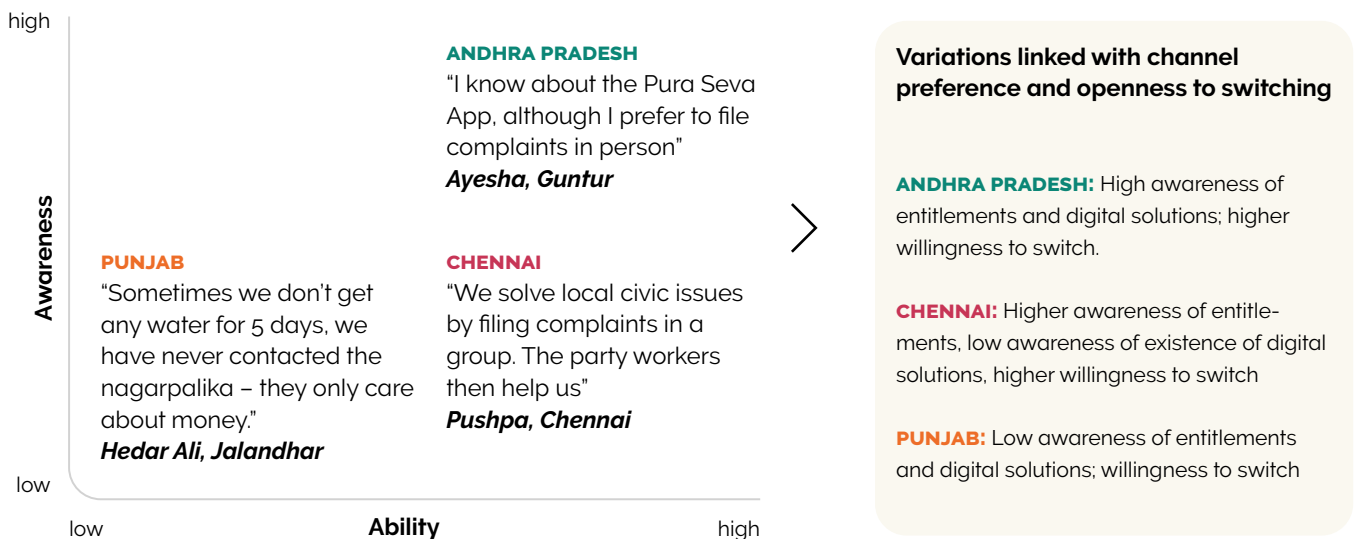 high
Awareness
low
ANDHRA PRADESH
“I know about the Pura Seva
App, although I prefer to file
complaints in person”
Ayesha, Guntur
PUNJAB
“Sometimes we don’t get
any water for 5 days, we
have never contacted the
nagarpalika – they only care
about money.”
Hedar Ali, Jalandhar
CHENNAI
“We solve local civic issues
by filing complaints in a
group. The party workers
then help us”
Pushpa, Chennai
low
Ability
high
Variations linked with channel
preference and openness to switching
ANDHRA PRADESH: High awareness of
entitlements and digital solutions; higher
willingness to switch.
CHENNAI: Higher awareness of entitle-
ments, low awareness of existence of digital
solutions, higher willingness to switch
PUNJAB: Low awareness of entitlements
and digital solutions; willingness to switch